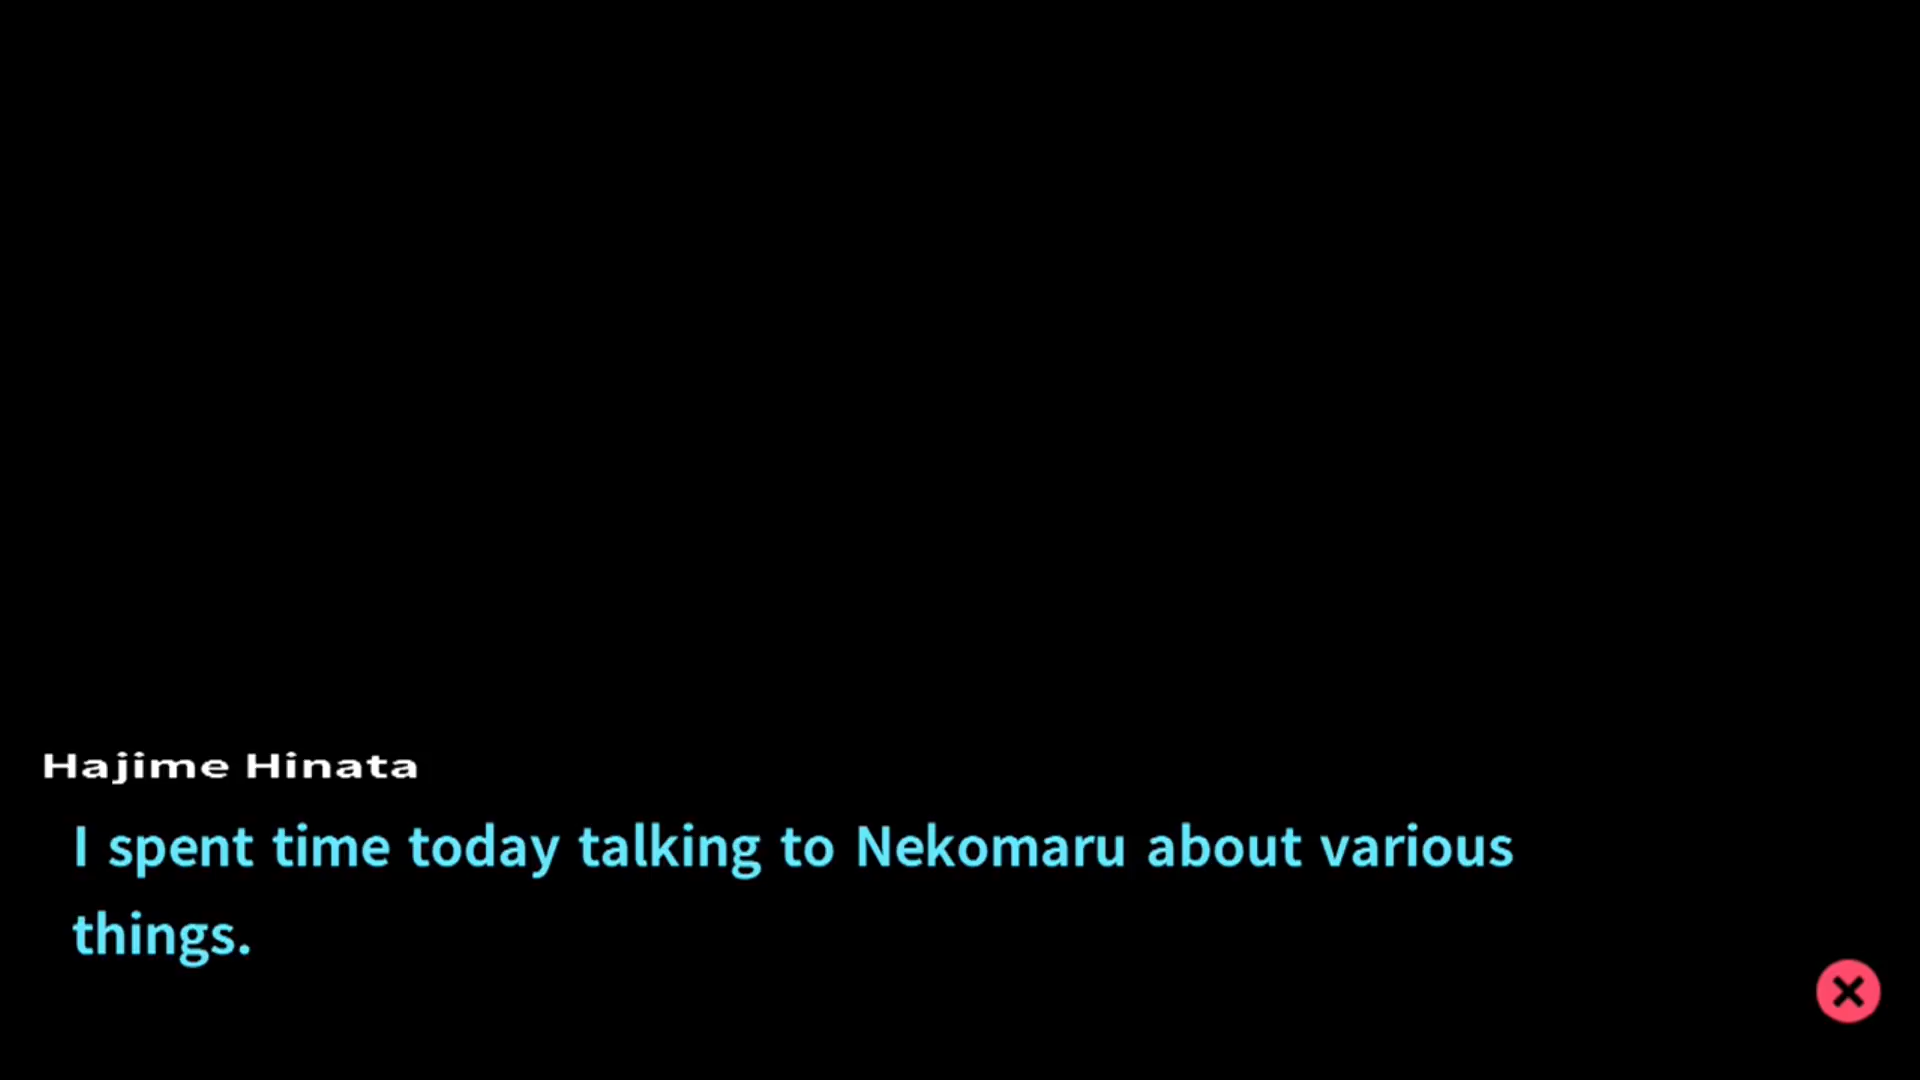 Hajime Hinata
I spent time today talking to Nekomaru about various
things.